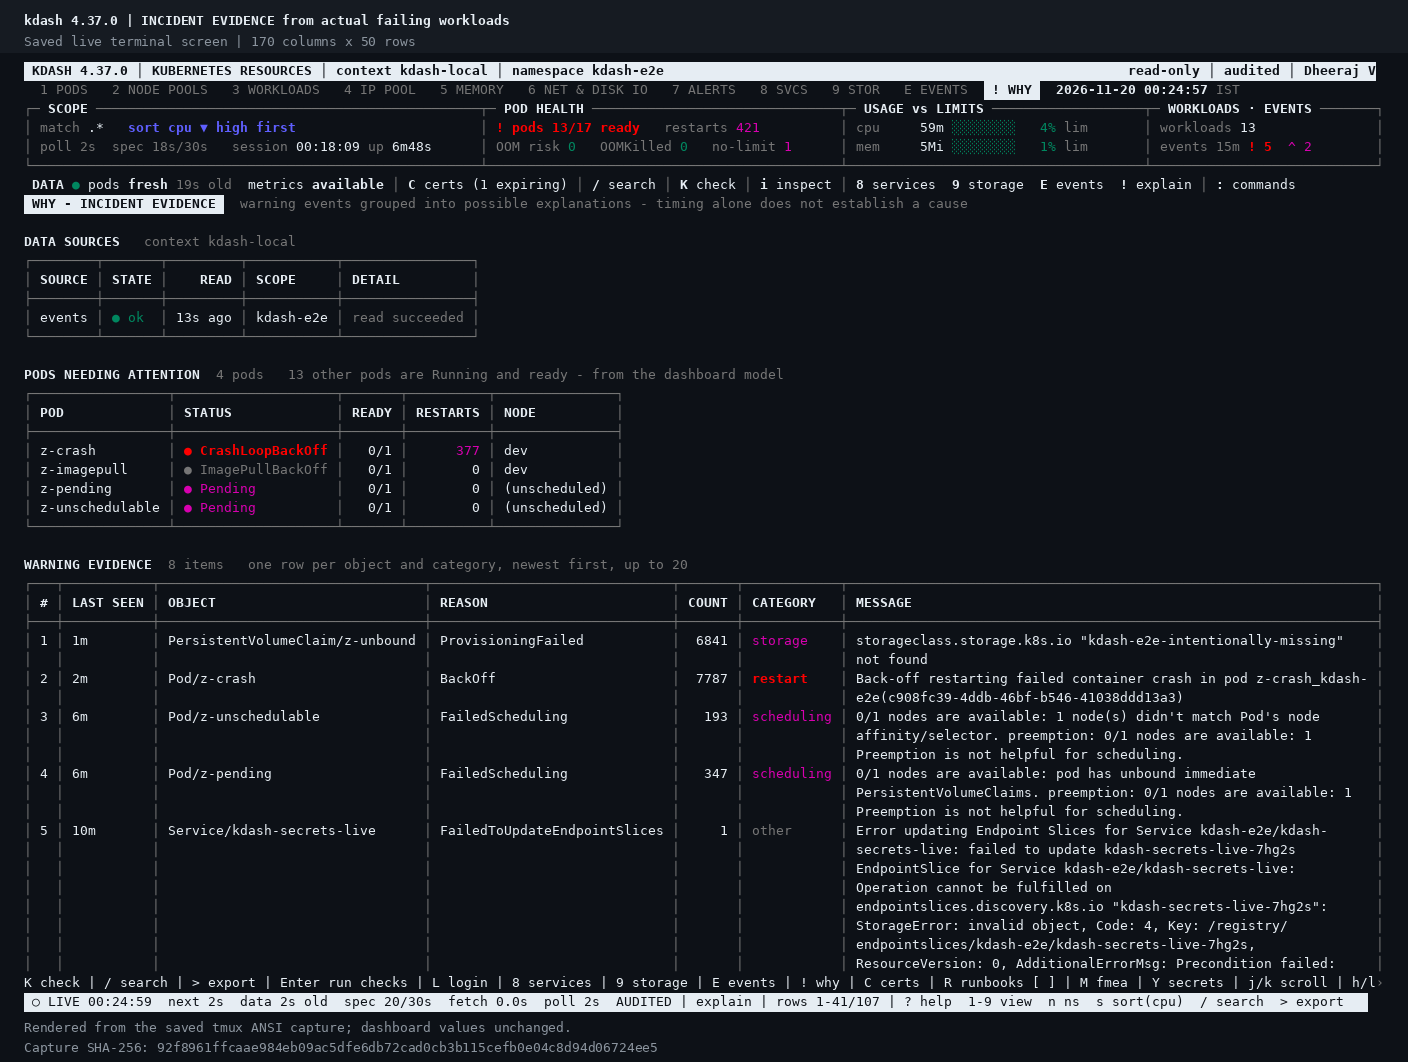 kdash 4.37.0 | INCIDENT EVIDENCE from actual failing workloads
Saved live terminal screen | 170 columns x 50 rows
KDASH 4.37.0 │ KUBERNETES RESOURCES │ context kdash-local │ namespace kdash-e2e read-only │ audited │ Dheeraj V
1 PODS 2 NODE POOLS 3 WORKLOADS 4 IP POOL 5 MEMORY 6 NET & DISK IO 7 ALERTS 8 SVCS 9 STOR E EVENTS ! WHY 2026-11-20 00:24:57 IST
SCOPE POD HEALTH USAGE vs LIMITS WORKLOADS · EVENTS
match .* sort cpu ▼ high first │ ! pods 13/17 ready restarts 421 │ cpu 59m ░░░░░░░░ 4% lim │ workloads 13
poll 2s spec 18s/30s session 00:18:09 up 6m48s │ OOM risk 0 OOMKilled 0 no-limit 1 │ mem 5Mi ░░░░░░░░ 1% lim │ events 15m ! 5 ^ 2
DATA ● pods fresh 19s old metrics available │ C certs (1 expiring) │ / search │ K check │ i inspect │ 8 services 9 storage E events ! explain │ : commands
WHY - INCIDENT EVIDENCE warning events grouped into possible explanations - timing alone does not establish a cause
DATA SOURCES context kdash-local
SOURCE │ STATE │ READ │ SCOPE │ DETAIL
events │ ● ok │ 13s ago │ kdash-e2e │ read succeeded
PODS NEEDING ATTENTION 4 pods 13 other pods are Running and ready - from the dashboard model
POD │ STATUS │ READY │ RESTARTS │ NODE
z-crash │ ● CrashLoopBackOff │ 0/1 │ 377 │ dev
z-imagepull │ ● ImagePullBackOff │ 0/1 │ 0 │ dev
z-pending │ ● Pending │ 0/1 │ 0 │ (unscheduled)
z-unschedulable │ ● Pending │ 0/1 │ 0 │ (unscheduled)
WARNING EVIDENCE 8 items one row per object and category, newest first, up to 20
# │ LAST SEEN │ OBJECT │ REASON │ COUNT │ CATEGORY │ MESSAGE
1 │ 1m │ PersistentVolumeClaim/z-unbound │ ProvisioningFailed │ 6841 │ storage │ storageclass.storage.k8s.io "kdash-e2e-intentionally-missing"
not found
2 │ 2m │ Pod/z-crash │ BackOff │ 7787 │ restart │ Back-off restarting failed container crash in pod z-crash_kdash-
e2e(c908fc39-4ddb-46bf-b546-41038ddd13a3)
3 │ 6m │ Pod/z-unschedulable │ FailedScheduling │ 193 │ scheduling │ 0/1 nodes are available: 1 node(s) didn't match Pod's node
affinity/selector. preemption: 0/1 nodes are available: 1
Preemption is not helpful for scheduling.
4 │ 6m │ Pod/z-pending │ FailedScheduling │ 347 │ scheduling │ 0/1 nodes are available: pod has unbound immediate
PersistentVolumeClaims. preemption: 0/1 nodes are available: 1
Preemption is not helpful for scheduling.
5 │ 10m │ Service/kdash-secrets-live │ FailedToUpdateEndpointSlices │ 1 │ other │ Error updating Endpoint Slices for Service kdash-e2e/kdash-
secrets-live: failed to update kdash-secrets-live-7hg2s
EndpointSlice for Service kdash-e2e/kdash-secrets-live:
Operation cannot be fulfilled on
endpointslices.discovery.k8s.io "kdash-secrets-live-7hg2s":
StorageError: invalid object, Code: 4, Key: /registry/
endpointslices/kdash-e2e/kdash-secrets-live-7hg2s,
ResourceVersion: 0, AdditionalErrorMsg: Precondition failed:
K check | / search | > export | Enter run checks | L login | 8 services | 9 storage | E events | ! why | C certs | R runbooks [ ] | M fmea | Y secrets | j/k scroll | h/l›
○ LIVE 00:24:59 next 2s data 2s old spec 20/30s fetch 0.0s poll 2s AUDITED | explain | rows 1-41/107 | ? help 1-9 view n ns s sort(cpu) / search > export
Rendered from the saved tmux ANSI capture; dashboard values unchanged.
Capture SHA-256: 92f8961ffcaae984eb09ac5dfe6db72cad0cb3b115cefb0e04c8d94d06724ee5